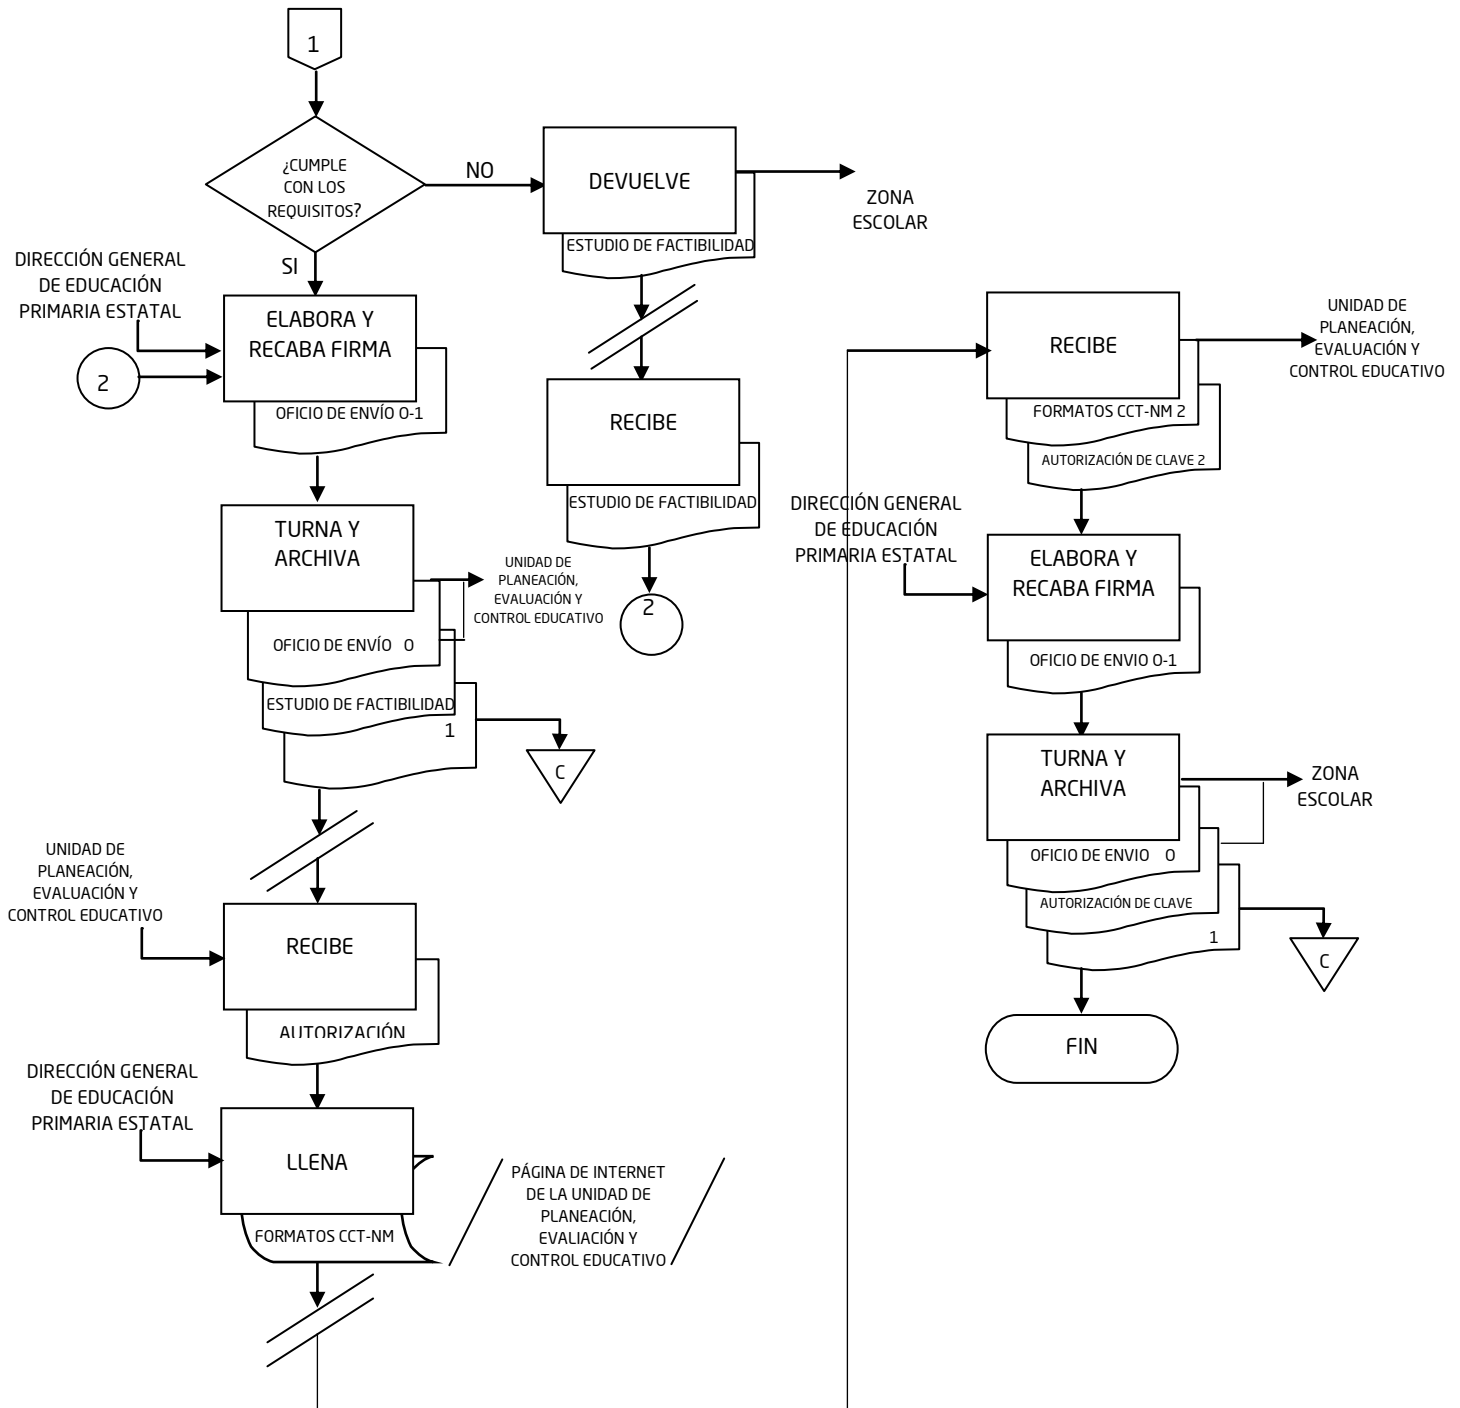 1
¿CUMPLE
CON LOS
REQUISITOS?
NO
SI
DEVUELVE
ESTUDIO DE FACTIBILIDAD
ZONA
ESCOLAR
DIRECCIÓN GENERAL
DE EDUCACIÓN
PRIMARIA ESTATAL
2
ELABORA Y
RECABA FIRMA
OFICIO DE ENVÍO O-1
RECIBE
ESTUDIO DE FACTIBILIDAD
2
TURNA Y
ARCHIVA
OFICIO DE ENVÍO O
ESTUDIO DE FACTIBILIDAD
1
UNIDAD DE
PLANEACIÓN,
EVALUACIÓN Y
CONTROL EDUCATIVO
C
UNIDAD DE
PLANEACIÓN,
EVALUACIÓN Y
CONTROL EDUCATIVO
RECIBE
AUTORIZACIÓN
DIRECCIÓN GENERAL
DE EDUCACIÓN
PRIMARIA ESTATAL
LLENA
FORMATOS CCT-NM
PÁGINA DE INTERNET
DE LA UNIDAD DE
PLANEACIÓN,
EVALIACIÓN Y
CONTROL EDUCATIVO
RECIBE
FORMATOS CCT-NM 2
AUTORIZACIÓN DE CLAVE 2
UNIDAD DE
PLANEACIÓN,
EVALUACIÓN Y
CONTROL EDUCATIVO
DIRECCIÓN GENERAL
DE EDUCACIÓN
PRIMARIA ESTATAL
ELABORA Y
RECABA FIRMA
OFICIO DE ENVIO O-1
TURNA Y
ARCHIVA
OFICIO DE ENVIO O
AUTORIZACIÓN DE CLAVE
1
ZONA
ESCOLAR
C
FIN